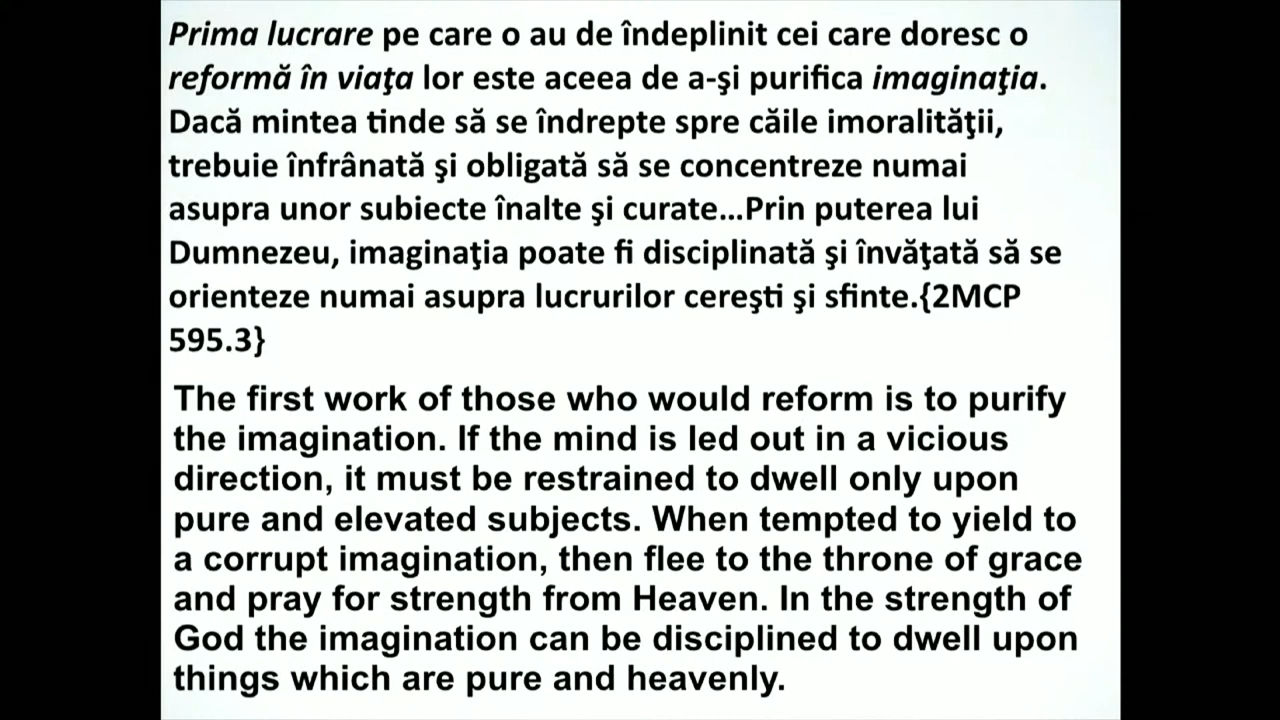 Prima lucrare pe care o au de îndeplinit cei care doresc o
reformă în viaţa lor este aceea de a-şi purifica imaginaţia.
Dacă mintea tinde să se îndrepte spre căile imoralităţii,
trebuie înfrânată şi obligată să se concentreze numai
asupra unor subiecte înalte şi curate...Prin puterea lui
Dumnezeu, imaginaţia poate fi disciplinată şi învăţată să se
orienteze numai asupra lucrurilor cereşti şi sfinte.{2MCP
595.3}
The first work of those who would reform is to purify
the imagination. If the mind is led out in a vicious
direction, it must be restrained to dwell only upon
pure and elevated subjects. When tempted to yield to
a corrupt imagination, then flee to the throne of grace
and pray for strength from Heaven. In the strength of
God the imagination can be disciplined to dwell upon
things which are pure and heavenly.